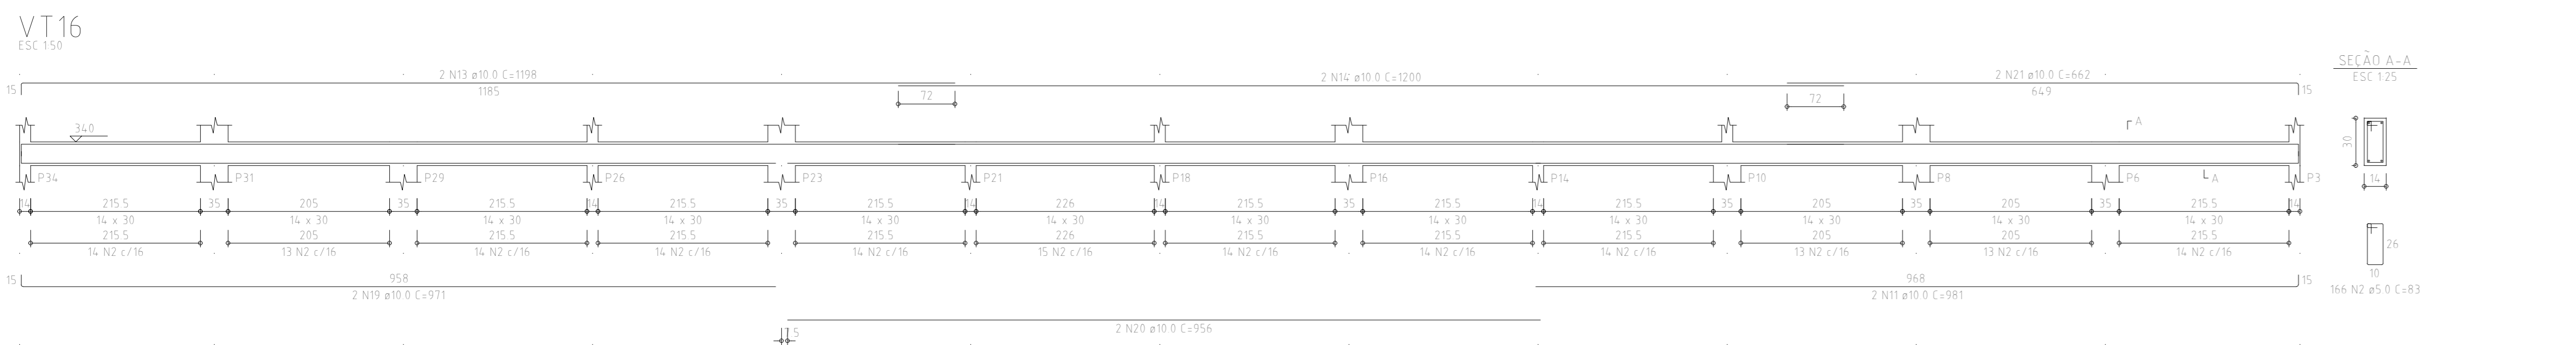 VT16
ESC 1:50
2 N13 ø10.0 C=1198
2 N14 ø10.0 C=1200
2 N21 ø10.0 C=662
SEÇÃO A-A
ESC 1:25
15 1185 72 72 649 15
340
A
30
P34 P31 P29 P26 P23 P21 P18 P16 P14 P10 P8 P6 A P3
14
14 215.5 35 205 35 215.5 14 215.5 35 215.5 14 226 14 215.5 35 215.5 14 215.5 35 205 35 205 35 215.5 14
14 x 30 14 x 30 14 x 30 14 x 30 14 x 30 14 x 30 14 x 30 14 x 30 14 x 30 14 x 30 14 x 30 14 x 30
215.5 205 215.5 215.5 215.5 226 215.5 215.5 215.5 205 205 215.5
14 N2 c/16 13 N2 c/16 14 N2 c/16 14 N2 c/16 14 N2 c/16 15 N2 c/16 14 N2 c/16 14 N2 c/16 14 N2 c/16 13 N2 c/16 13 N2 c/16 14 N2 c/16
26
10
15 958 968 15
2 N19 ø10.0 C=971
2 N11 ø10.0 C=981
166 N2 ø5.0 C=83
2 N20 ø10.0 C=956